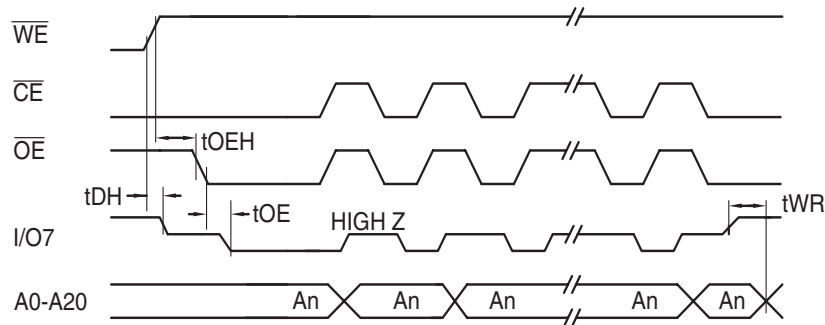 WE
CE
OE
tOEH
tDH
tOE
HIGH Z
tWR
I/O7
A0-A20
An An An An An